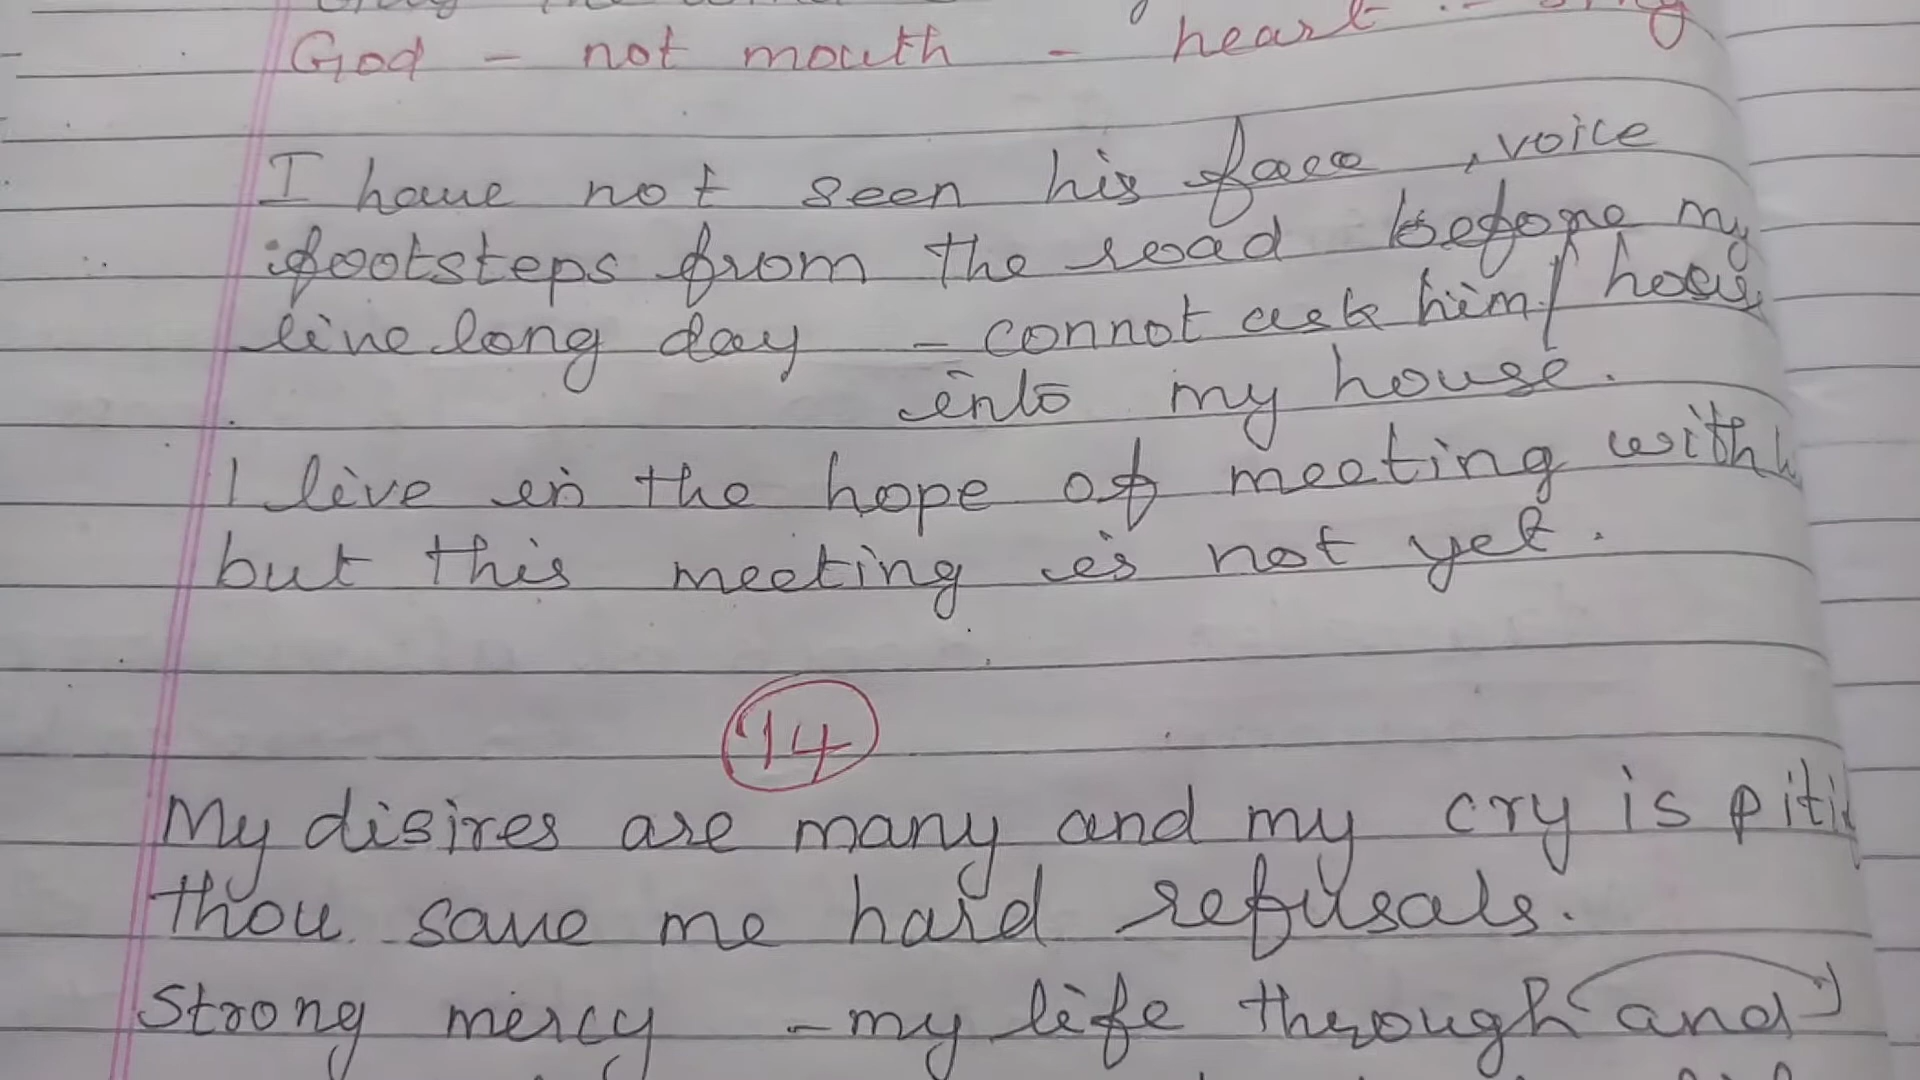 God - not mouth - heart
I have not seen his face, voice
footsteps from the road before my
live long day - connot ask him /
into my house.
I live in the hope of meeting with
but this meeting is not yet.
14
My disires are many and my cry is piti
thou save me hard refusals.
Strong mercy - my life through and